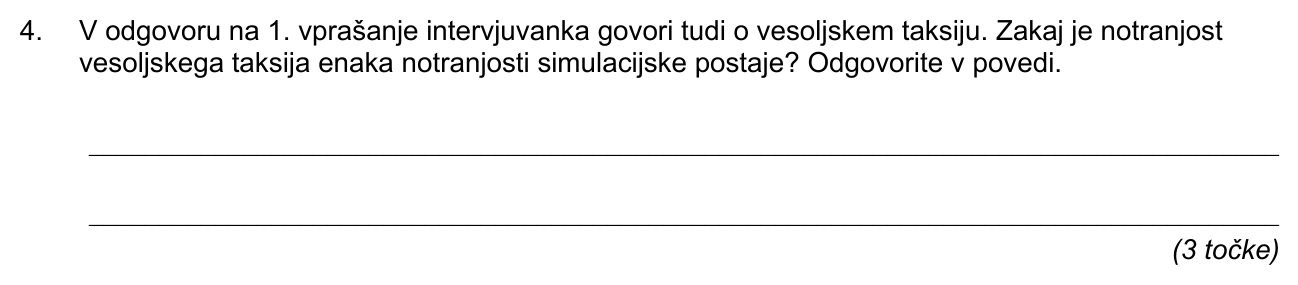 4. V odgovoru na 1. vprašanje intervjuvanka govori tudi o vesoljskem taksiju. Zakaj je notranjost
vesoljskega taksija enaka notranjosti simulacijske postaje? Odgovorite v povedi.
(3 točke)